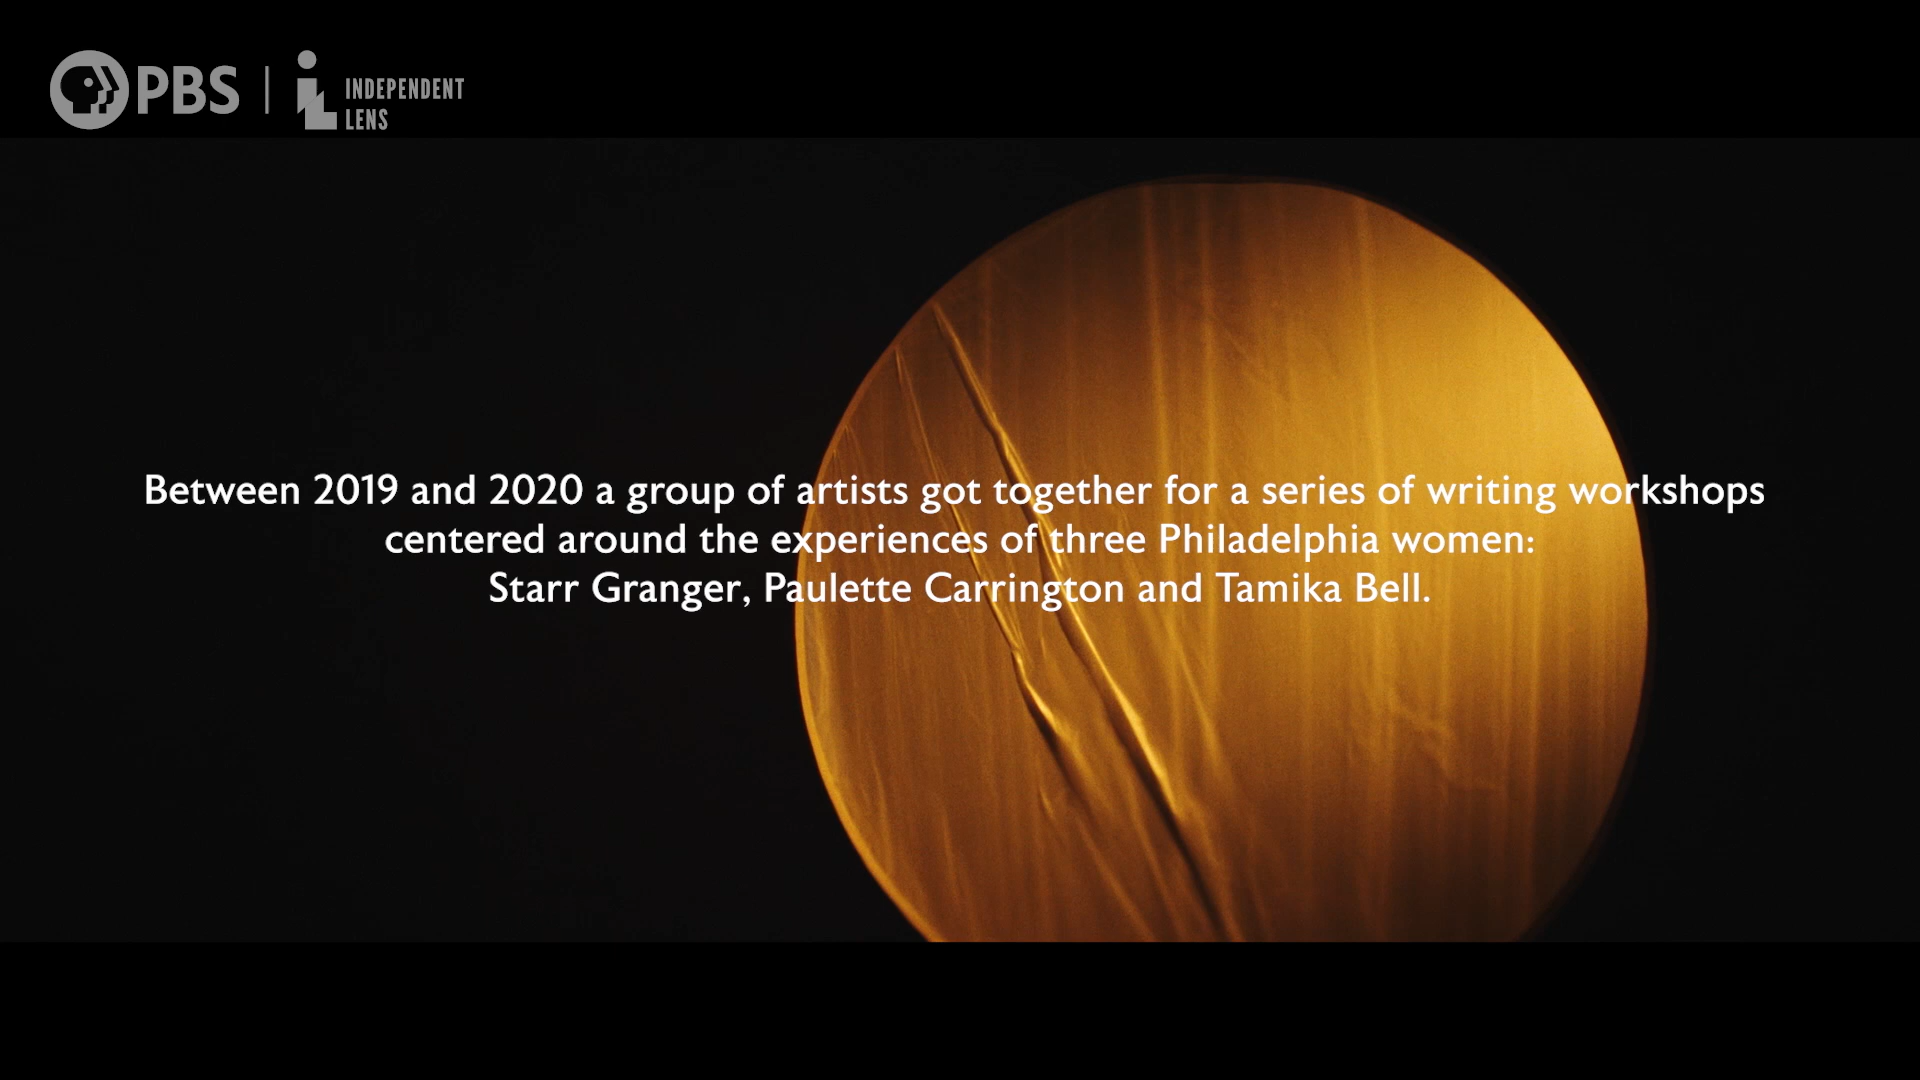 PBS
INDEPENDENT
LENS
Between 2019 and 2020 a group of artists got together for a series of writing workshops
centered around the experiences of three Philadelphia women:
Starr Granger, Paulette Carrington and Tamika Bell.